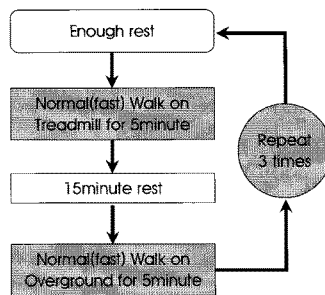 Enough rest
Normal(fast) Walk on
Treadmill for 5minute
Repeat
3 times
15minute rest
Normal(fast) Walk on
Overground for 5minute